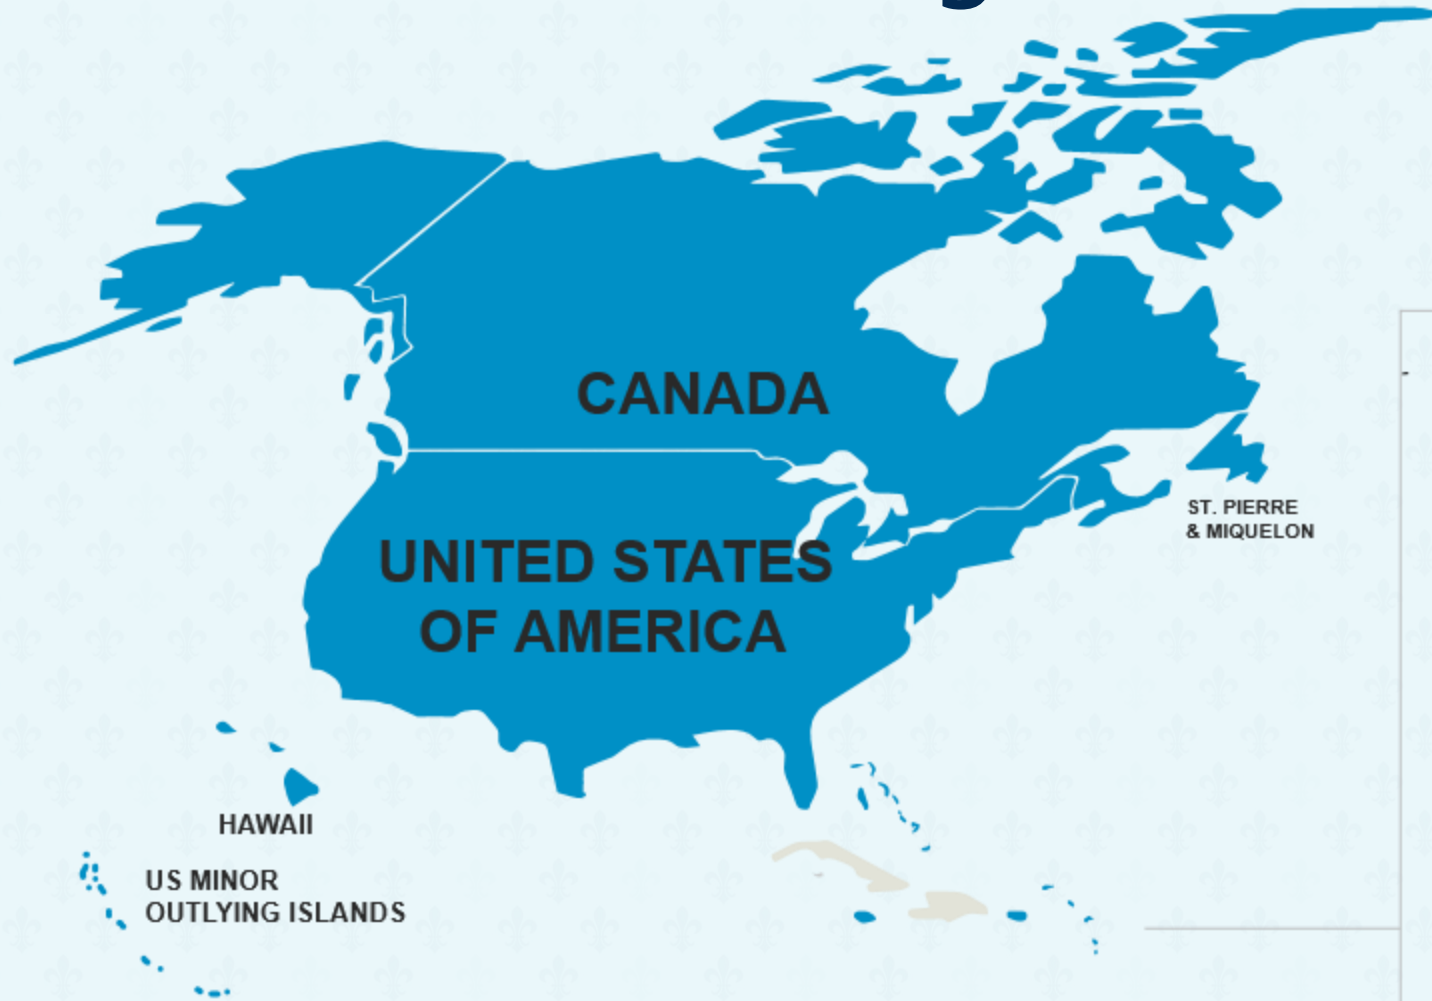 CANADA
ST. PIERRE
& MIQUELON
UNITED STATES
OF AMERICA
HAWAII
US MINOR
OUTLYING ISLANDS